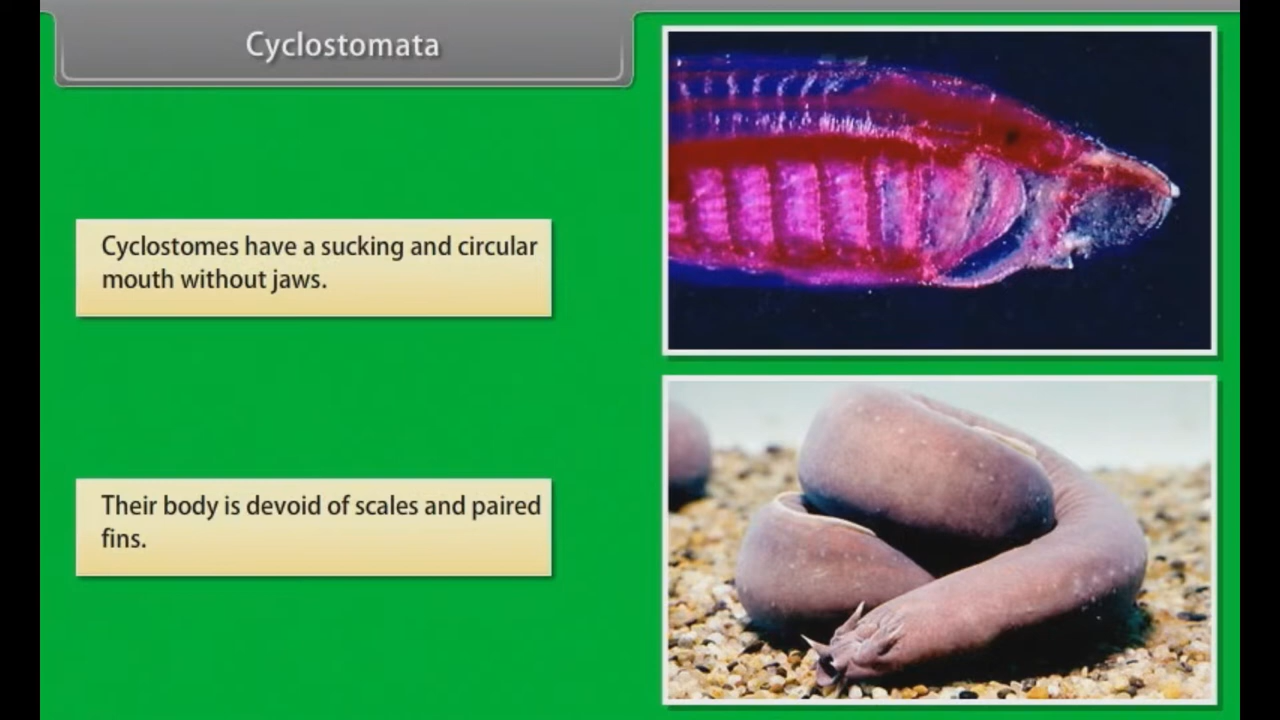 Cyclostomata
Cyclostomes have a sucking and circular
mouth without jaws.
Their body is devoid of scales and paired
fins.